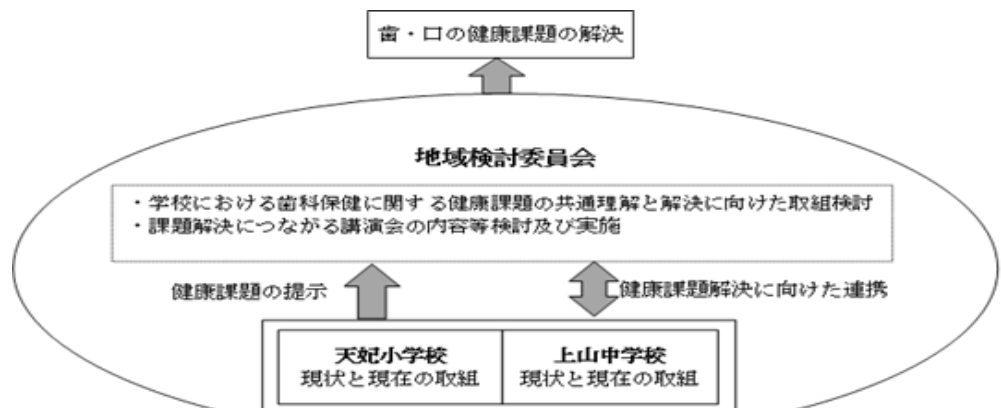 歯・口の健康課題の解決
地域検討委員会
・学校における歯科保健に関する健康課題の共通理解と解決に向けた取組検討
・課題解決につながる講演会の内容等検討及び実施
健康課題の提示
健康課題解決に向けた連携
天妃小学校
現状と現在の取組
上山中学校
現状と現在の取組